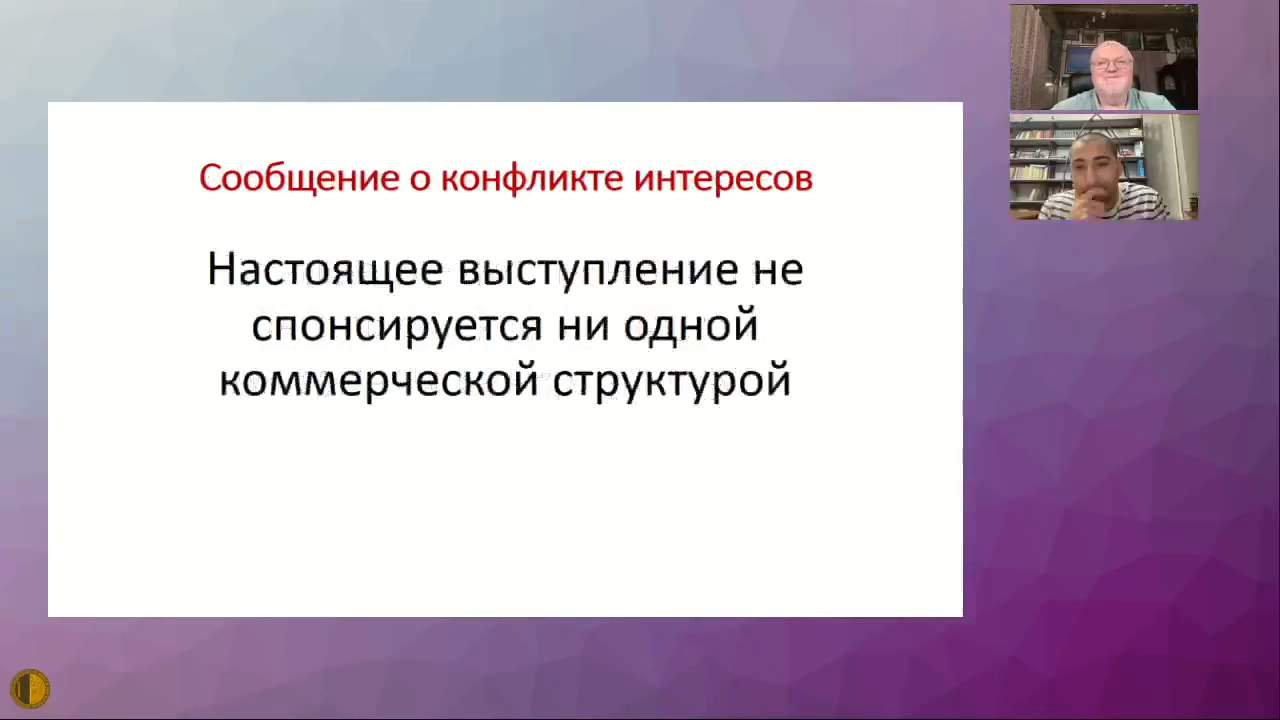 Сообщение о конфликте интересов
Настоящее выступление не
спонсируется ни одной
коммерческой структурой